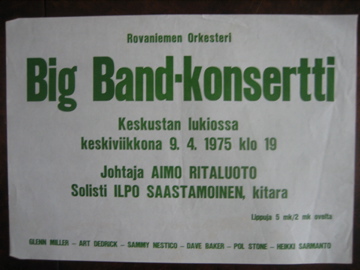 Rovaniemen Orkesteri
Big Band-konsertti
Keskustan lukiossa
keskiviikkona 9. 4. 1975 klo 19
Johtaja AIMO RITALUOTO
Solisti ILPO SAASTAMOINEN, kitara
Lippuja 5 mk/2 mk ovelta
GLENN MILLER – ART DEDRICK – SAMMY NESTICO – DAVE BAKER – POL STONE – HEIKKI SARMANTO